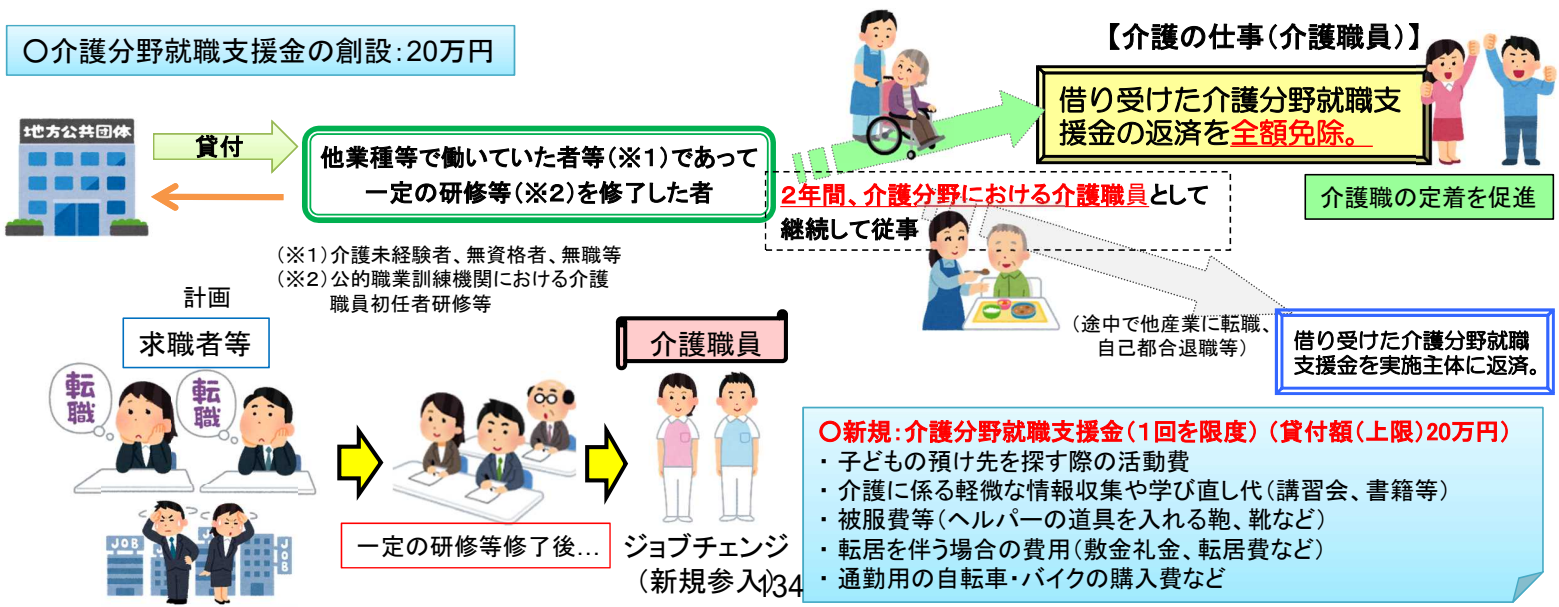 〇介護分野就職支援金の創設：20万円
地方公共団体
貸付
他業種等で働いていた者等(※1)であって
一定の研修等(※2)を修了した者
(※1)介護未経験者、無資格者、無職等
(※2)公的職業訓練機関における介護
職員初任者研修等
【介護の仕事(介護職員)】
借り受けた介護分野就職支
援金の返済を全額免除。
介護職の定着を促進
2年間、介護分野における介護職員として
継続して従事
(途中で他産業に転職、
自己都合退職等)
借り受けた介護分野就職
支援金を実施主体に返済。
計画
求職者等
転職
転職
JOB
JOB
JOB
一定の研修等修了後…
介護職員
ジョブチェンジ
(新規参入)
134
〇新規：介護分野就職支援金(1回を限度) (貸付額(上限)20万円)
・ 子どもの預け先を探す際の活動費
・ 介護に係る軽微な情報収集や学び直し代(講習会、書籍等)
・ 被服費等(ヘルパーの道具を入れる鞄、靴など)
・ 転居を伴う場合の費用(敷金礼金、転居費など)
・ 通勤用の自転車・バイクの購入費など